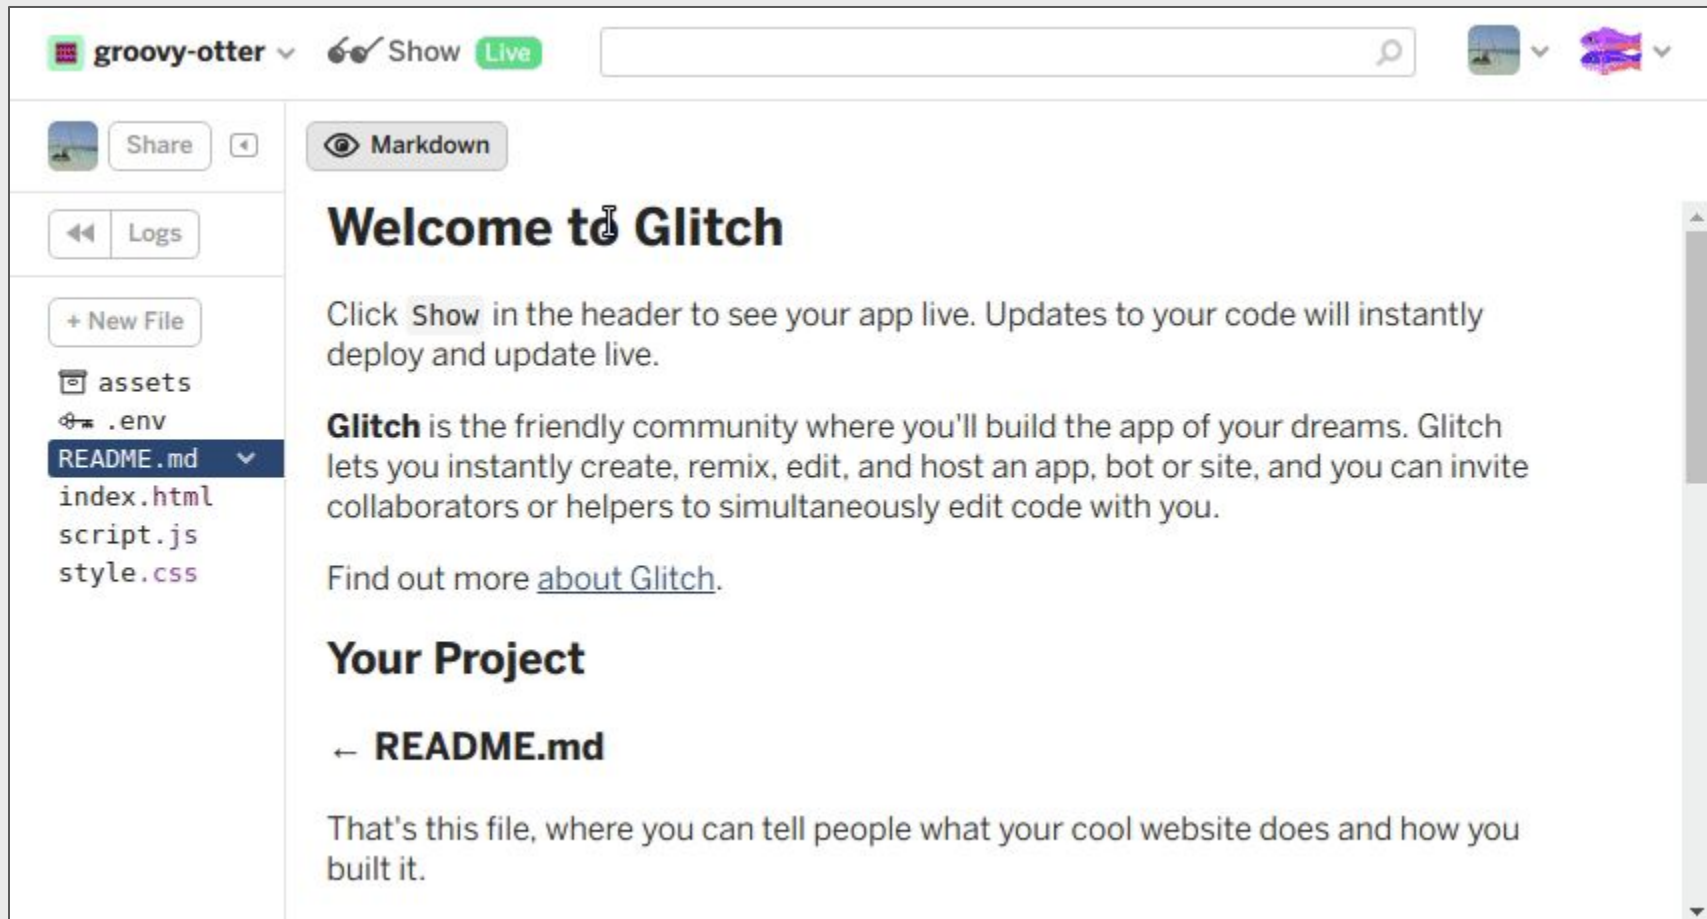 groovy-otter Show Live
Share
Markdown
Logs
+ New File
assets
.env
README.md
index.html
script.js
style.css
Welcome to Glitch
Click Show in the header to see your app live. Updates to your code will instantly
deploy and update live.
Glitch is the friendly community where you'll build the app of your dreams. Glitch
lets you instantly create, remix, edit, and host an app, bot or site, and you can invite
collaborators or helpers to simultaneously edit code with you.
Find out more about Glitch.
Your Project
← README.md
That's this file, where you can tell people what your cool website does and how you
built it.